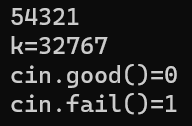 54321
k=32767
cin.good()=0
cin.fail()=1